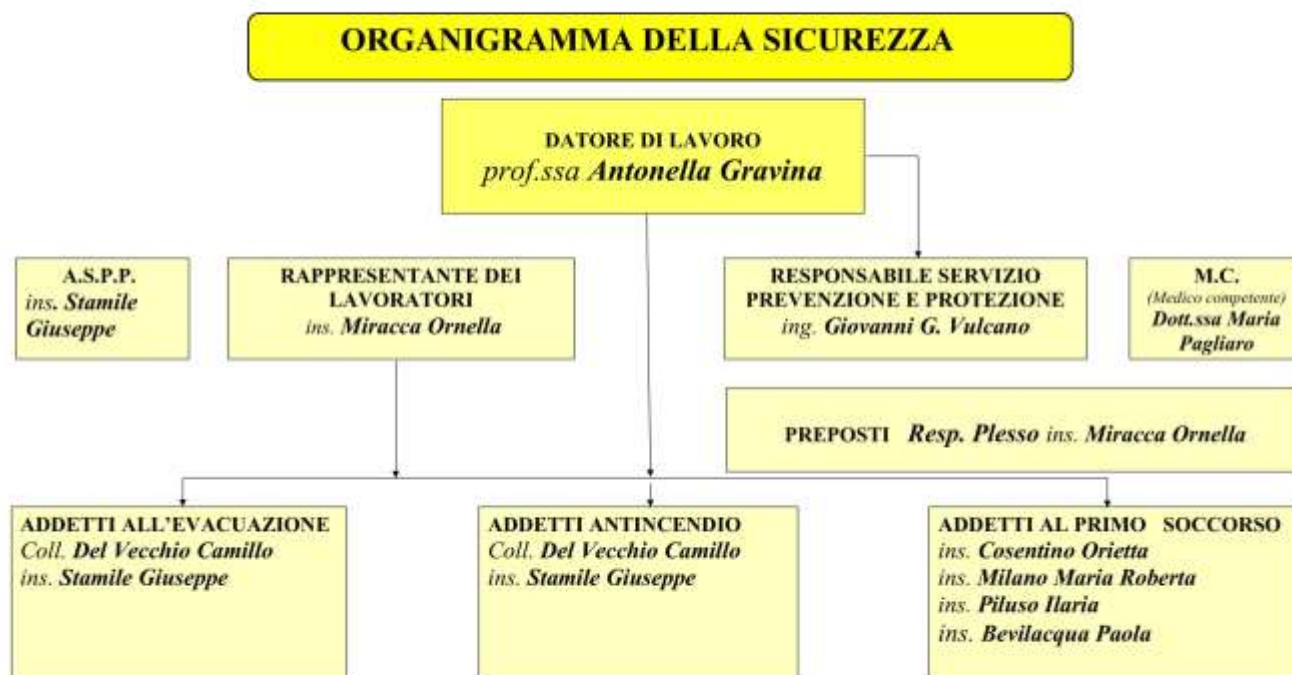 ORGANIGRAMMA DELLA SICUREZZA
DATORE DI LAVORO
prof.ssa Antonella Gravina
A.S.P.P.
ins. Stamile
Giuseppe
RAPPRESENTANTE DEI
LAVORATORI
ins. Miracca Ornella
RESPONSABILE SERVIZIO
PREVENZIONE E PROTEZIONE
ing. Giovanni G. Vulcano
M.C.
(Medico competente)
Dott.ssa Maria
Pagliaro
PREPOSTI Resp. Plesso ins. Miracca Ornella
ADDETTI ALL'EVACUAZIONE
Coll. Del Vecchio Camillo
ins. Stamile Giuseppe
ADDETTI ANTINCENDIO
Coll. Del Vecchio Camillo
ins. Stamile Giuseppe
ADDETTI AL PRIMO SOCCORSO
ins. Cosentino Orietta
ins. Milano Maria Roberta
ins. Piluso Ilaria
ins. Bevilacqua Paola